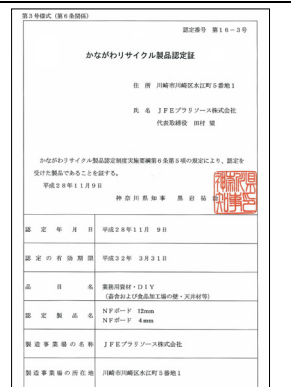 第3号様式（第6条関係）
認定番号 第16－3号
かながわリサイクル製品認定証
住 所 川崎市川崎区水江町5番地1
氏 名 JFEプラリソース株式会社
代表取締役 田村 望
かながわリサイクル製品認定制度実施要綱第6条第5項の規定により、認定を
受けた製品であることを証する。
平成28年11月9日
神奈川県知事 黒岩 祐
認定年月日 平成28年11月 9日
認定の有効期限 平成32年 3月31日
品目名 業務用資材・DIY
（畜舎および食品加工場の壁・天井材等）
認定製品名 NFボード 12mm
NFボード 4mm
製造事業場の名称 JFEプラリソース株式会社
製造事業場の所在地 川崎市川崎区水江町5番地1